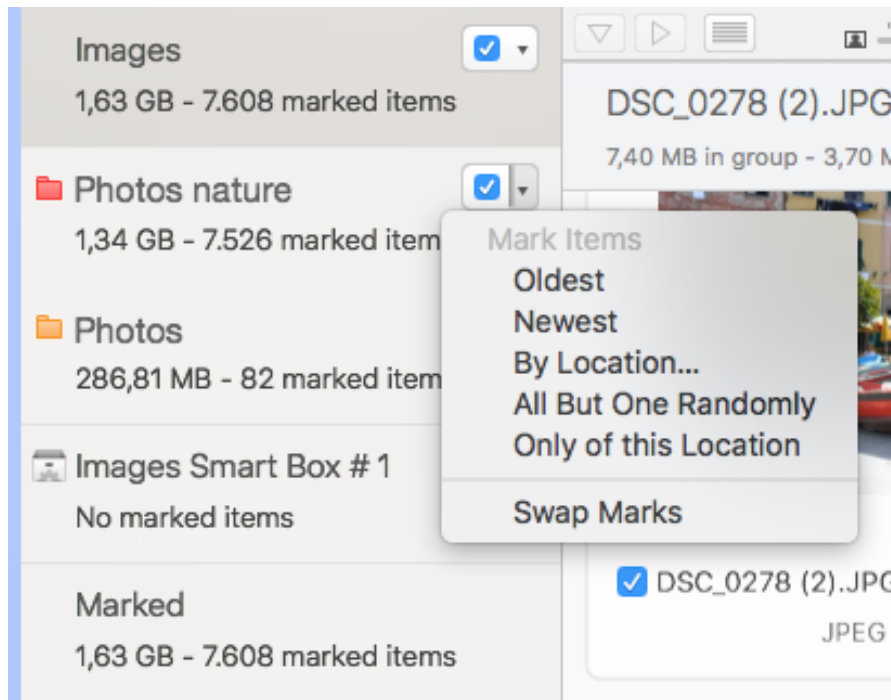 Images
1,63 GB - 7.608 marked items
Photos nature
1,34 GB - 7.526 marked item
Photos
286,81 MB - 82 marked item
Images Smart Box # 1
No marked items
Marked
1,63 GB - 7.608 marked items
Mark Items
Oldest
Newest
By Location...
All But One Randomly
Only of this Location
Swap Marks
DSC_0278 (2).JPG
7,40 MB in group - 3,70 M
DSC_0278 (2).JPG
JPEG